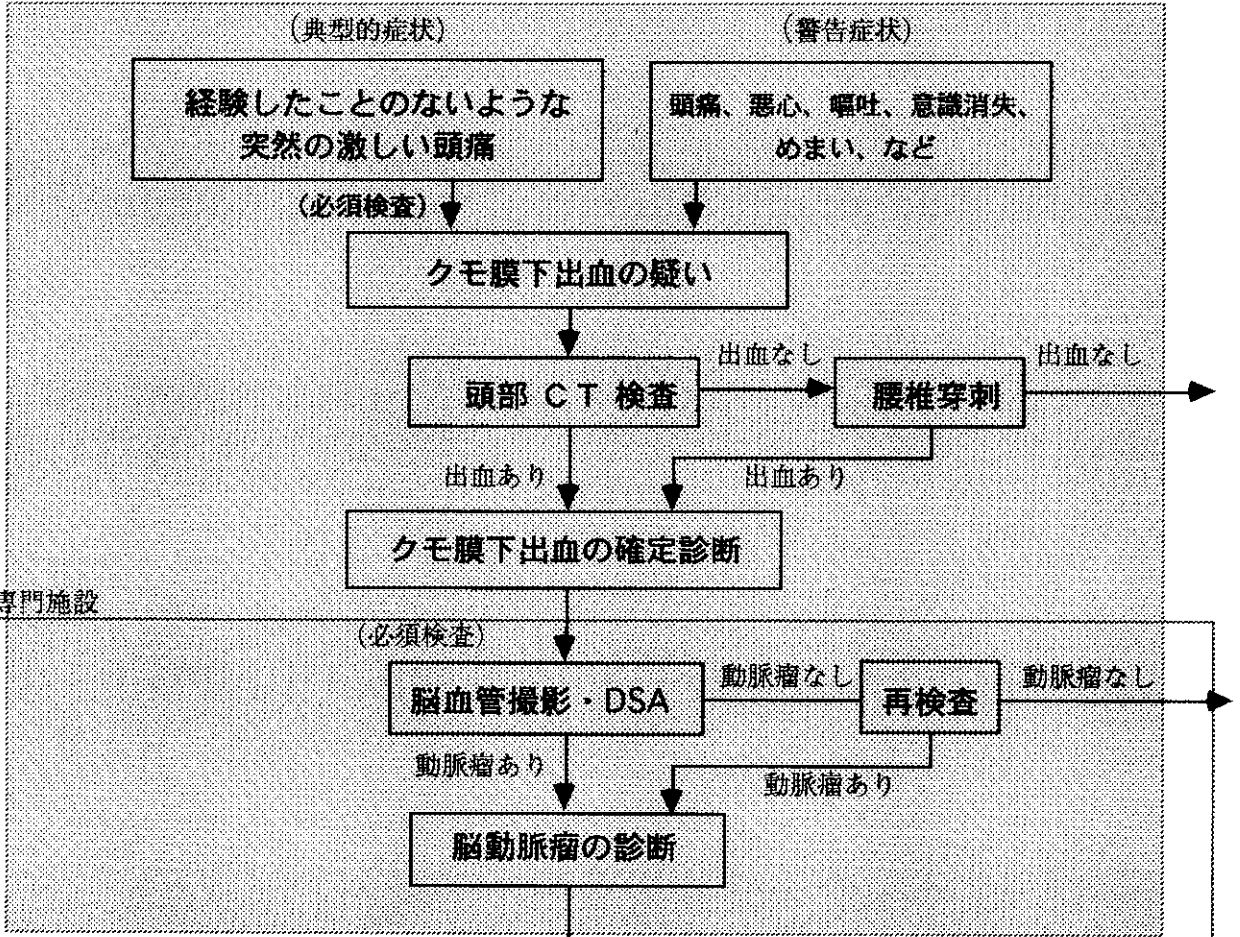 (典型的症状)
(警告症状)
経験したことのないような
突然の激しい頭痛
頭痛、悪心、嘔吐、意識消失、
めまい、など
(必須検査)
クモ膜下出血の疑い
頭部 C T 検査
出血なし
腰椎穿刺
出血なし
出血あり
出血あり
クモ膜下出血の確定診断
専門施設
(必須検査)
脳血管撮影・DSA
動脈瘤なし
再検査
動脈瘤なし
動脈瘤あり
動脈瘤あり
脳動脈瘤の診断